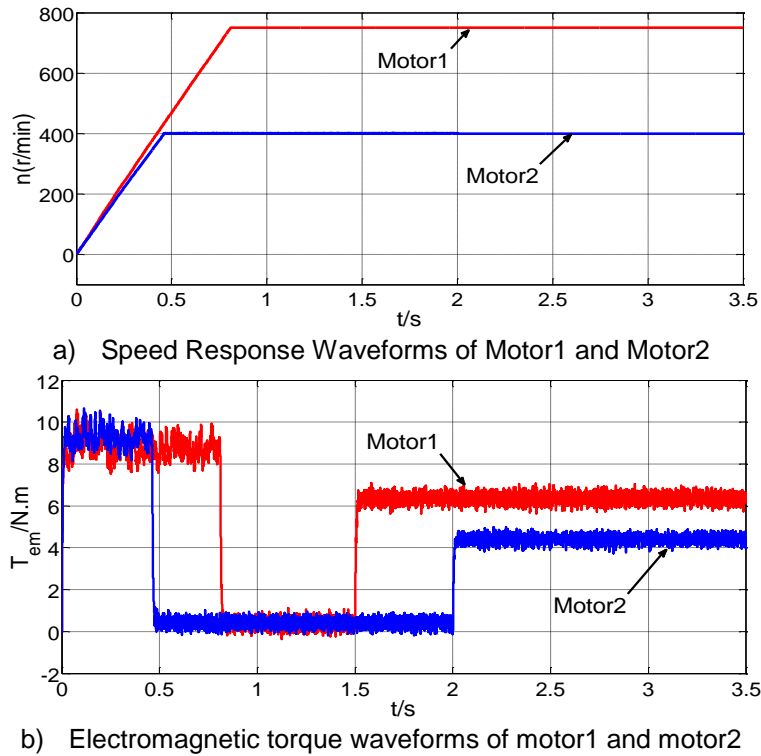 800
600
400
200
0
n(r/min)
Motor1
Motor2
0 0.5 1 1.5 2 2.5 3 3.5
t/s
a) Speed Response Waveforms of Motor1 and Motor2
12
10
8
6
4
2
0
-2
T_em/N.m
Motor1
Motor2
0 0.5 1 1.5 2 2.5 3 3.5
t/s
b) Electromagnetic torque waveforms of motor1 and motor2